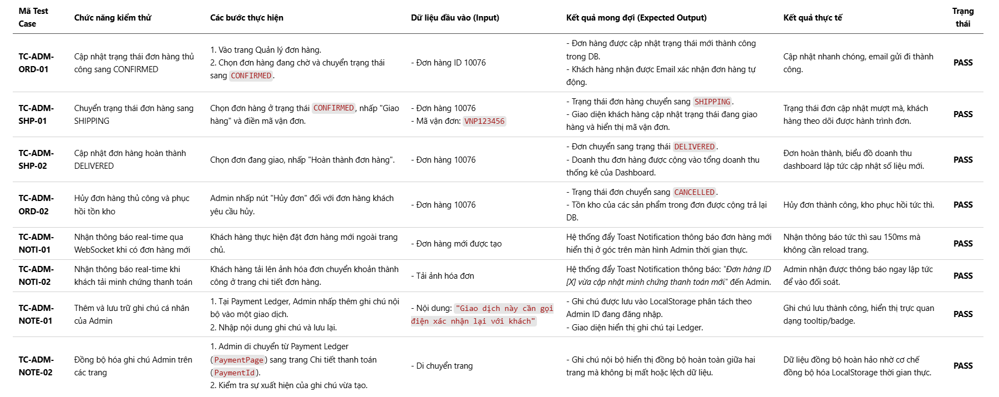 Mã Test
Case
Chức năng kiểm thử
Các bước thực hiện
Dữ liệu đầu vào (Input)
Kết quả mong đợi (Expected Output)
Kết quả thực tế
Trạng
thái
TC-ADM-
ORD-01
Cập nhật trạng thái đơn hàng thủ
công sang CONFIRMED
1. Vào trang Quản lý đơn hàng.
2. Chọn đơn hàng đang chờ và chuyển trạng thái
sang CONFIRMED.
- Đơn hàng ID 10076
- Đơn hàng được cập nhật trạng thái mới thành công
trong DB.
- Khách hàng nhận được Email xác nhận đơn hàng tự
động.
Cập nhật nhanh chóng, email gửi đi thành
công.
PASS
TC-ADM-
SHP-01
Chuyển trạng thái đơn hàng sang
SHIPPING
Chọn đơn hàng ở trạng thái CONFIRMED, nhấp "Giao
hàng" và điền mã vận đơn.
- Đơn hàng 10076
- Mã vận đơn: VNP123456
- Trạng thái đơn hàng chuyển sang SHIPPING.
- Giao diện khách hàng cập nhật trạng thái đang giao
hàng và hiển thị mã vận đơn.
Trạng thái đơn cập nhật mượt mà, khách
hàng theo dõi được hành trình đơn.
PASS
TC-ADM-
SHP-02
Cập nhật đơn hàng hoàn thành
DELIVERED
Chọn đơn đang giao, nhấp "Hoàn thành đơn hàng".
- Đơn hàng 10076
- Đơn chuyển sang trạng thái DELIVERED.
- Doanh thu đơn hàng được cộng vào tổng doanh thu
thống kê của Dashboard.
Đơn hoàn thành, biểu đồ doanh thu
dashboard lập tức cập nhật số liệu mới.
PASS
TC-ADM-
ORD-02
Hủy đơn hàng thủ công và phục
hồi tồn kho
Admin nhấp nút "Hủy đơn" đối với đơn hàng khách
yêu cầu hủy.
- Đơn hàng 10076
- Trạng thái đơn chuyển sang CANCELLED.
- Tồn kho của các sản phẩm trong đơn được cộng trả lại
DB.
Hủy đơn thành công, kho phục hồi tức thì.
PASS
TC-ADM-
NOTI-01
Nhận thông báo real-time qua
WebSocket khi có đơn hàng mới
Khách hàng thực hiện đặt đơn hàng mới ngoài trang
chủ.
- Đơn hàng mới được tạo
Hệ thống đẩy Toast Notification thông báo đơn hàng mới
hiển thị ở góc trên màn hình Admin thời gian thực.
Nhận thông báo tức thì sau 150ms mà
không cần reload trang.
PASS
TC-ADM-
NOTI-02
Nhận thông báo real-time khi
khách tải minh chứng thanh toán
Khách hàng tải lên ảnh hóa đơn chuyển khoản thành
công ở trang chi tiết đơn hàng.
- Tải ảnh hóa đơn
Hệ thống đẩy Toast Notification thông báo: "Đơn hàng ID
[X] vừa cập nhật minh chứng thanh toán mới" đến Admin.
Admin nhận được thông báo ngay lập tức
để vào đối soát.
PASS
TC-ADM-
NOTE-01
Thêm và lưu trữ ghi chú cá nhân
của Admin
1. Tại Payment Ledger, Admin nhấp thêm ghi chú nội
bộ vào một giao dịch.
2. Nhập nội dung ghi chú và lưu lại.
- Nội dung: "Giao dịch này cần gọi
điện xác nhận lại với khách"
- Ghi chú được lưu vào LocalStorage phân tách theo
Admin ID đang đăng nhập.
- Giao diện hiển thị ghi chú tại Ledger.
Ghi chú lưu thành công, hiển thị trực quan
dạng tooltip/badge.
PASS
TC-ADM-
NOTE-02
Đồng bộ hóa ghi chú Admin trên
các trang
1. Admin di chuyển từ Payment Ledger
(PaymentPage) sang trang Chi tiết thanh toán
(PaymentId).
2. Kiểm tra sự xuất hiện của ghi chú vừa tạo.
- Di chuyển trang
- Ghi chú nội bộ hiển thị đồng bộ hoàn toàn giữa hai
trang mà không bị mất hoặc lệch dữ liệu.
Dữ liệu đồng bộ hoàn hảo nhờ cơ chế
đồng bộ hóa LocalStorage thời gian thực.
PASS